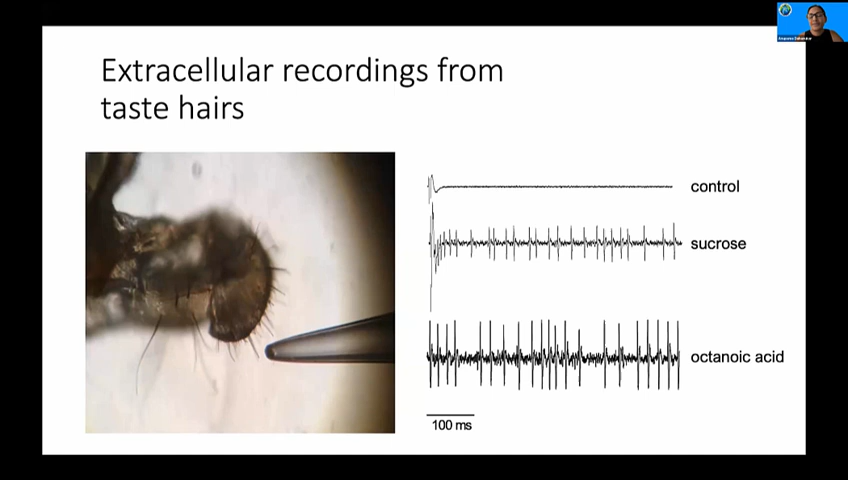 Extracellular recordings from
taste hairs
control
sucrose
octanoic acid
100 ms